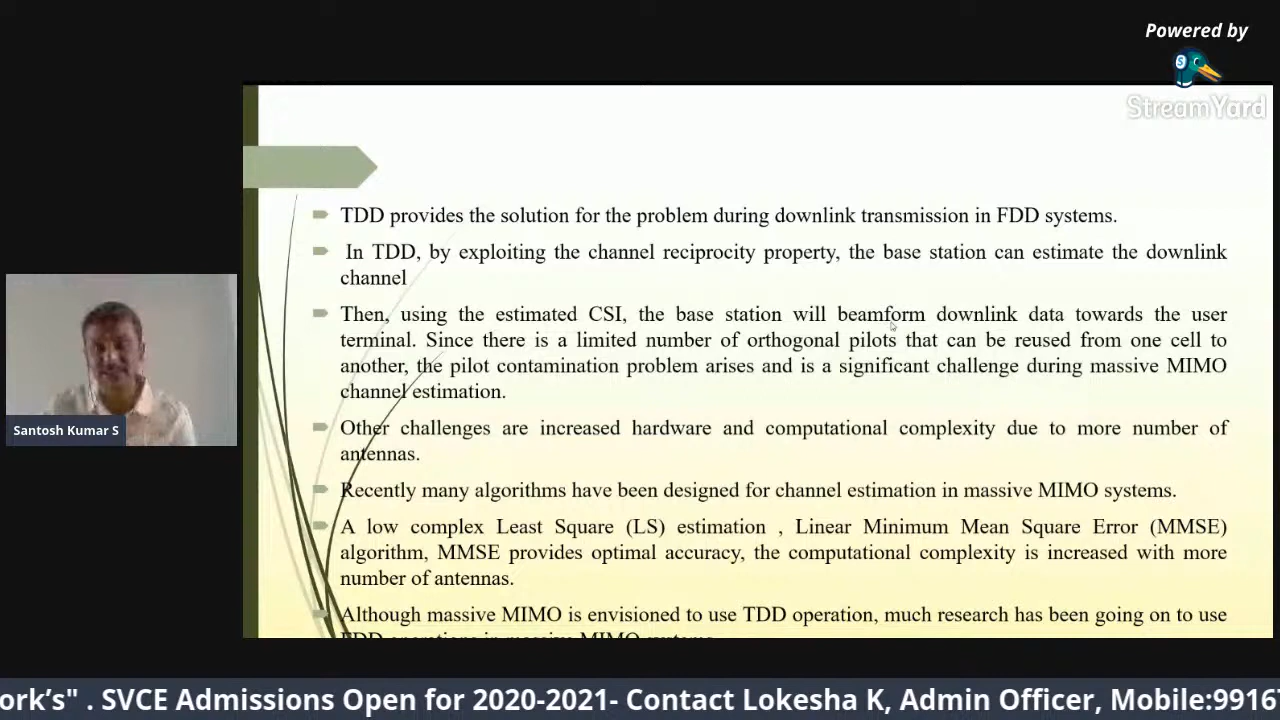 Powered by
StreamYard
TDD provides the solution for the problem during downlink transmission in FDD systems.
In TDD, by exploiting the channel reciprocity property, the base station can estimate the downlink
channel
Then, using the estimated CSI, the base station will beamform downlink data towards the user
terminal. Since there is a limited number of orthogonal pilots that can be reused from one cell to
another, the pilot contamination problem arises and is a significant challenge during massive MIMO
channel estimation.
Other challenges are increased hardware and computational complexity due to more number of
antennas.
Recently many algorithms have been designed for channel estimation in massive MIMO systems.
A low complex Least Square (LS) estimation , Linear Minimum Mean Square Error (MMSE)
algorithm, MMSE provides optimal accuracy, the computational complexity is increased with more
number of antennas.
Although massive MIMO is envisioned to use TDD operation, much research has been going on to use
FDD operations in massive MIMO systems.
Santosh Kumar S
ork's" . SVCE Admissions Open for 2020-2021- Contact Lokesha K, Admin Officer, Mobile:9916